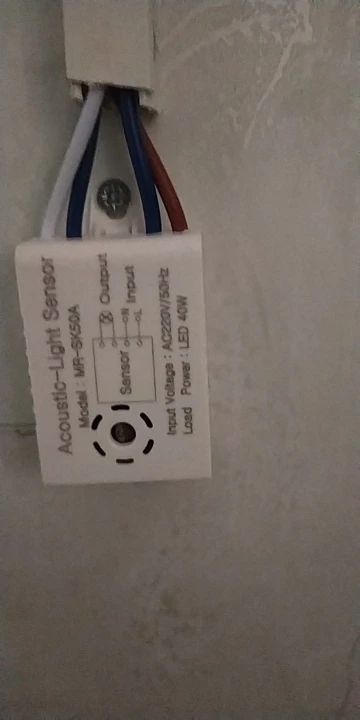 Acoustic-Light Sensor
Model : MR-SK50A
Sensor
Output
N
Input
L
Input Voltage : AC220V/50Hz
Load Power : LED 40W